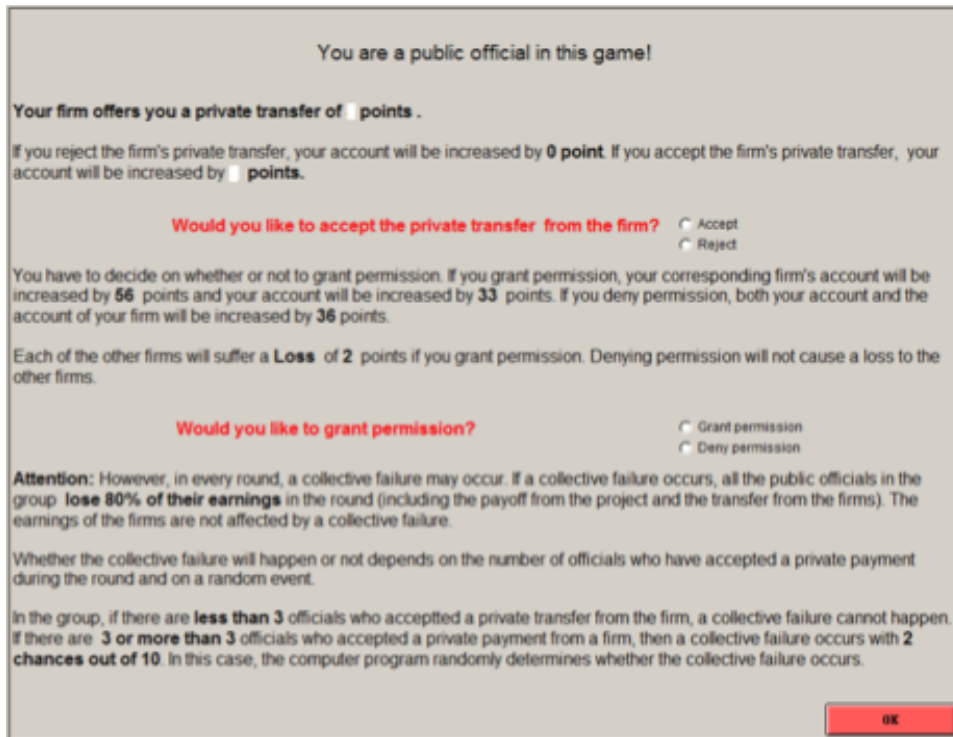 You are a public official in this game!
Your firm offers you a private transfer of points .
If you reject the firm's private transfer, your account will be increased by 0 point. If you accept the firm's private transfer, your
account will be increased by points.
Would you like to accept the private transfer from the firm? Accept
Reject
You have to decide on whether or not to grant permission. If you grant permission, your corresponding firm's account will be
increased by 56 points and your account will be increased by 33 points. If you deny permission, both your account and the
account of your firm will be increased by 36 points.
Each of the other firms will suffer a Loss of 2 points if you grant permission. Denying permission will not cause a loss to the
other firms.
Would you like to grant permission? Grant permission
Deny permission
Attention: However, in every round, a collective failure may occur. If a collective failure occurs, all the public officials in the
group lose 80% of their earnings in the round (including the payoff from the project and the transfer from the firms). The
earnings of the firms are not affected by a collective failure.
Whether the collective failure will happen or not depends on the number of officials who have accepted a private payment
during the round and on a random event.
In the group, if there are less than 3 officials who acceptted a private transfer from the firm, a collective failure cannot happen.
If there are 3 or more than 3 officials who accepted a private payment from a firm, then a collective failure occurs with 2
chances out of 10. In this case, the computer program randomly determines whether the collective failure occurs.
OK